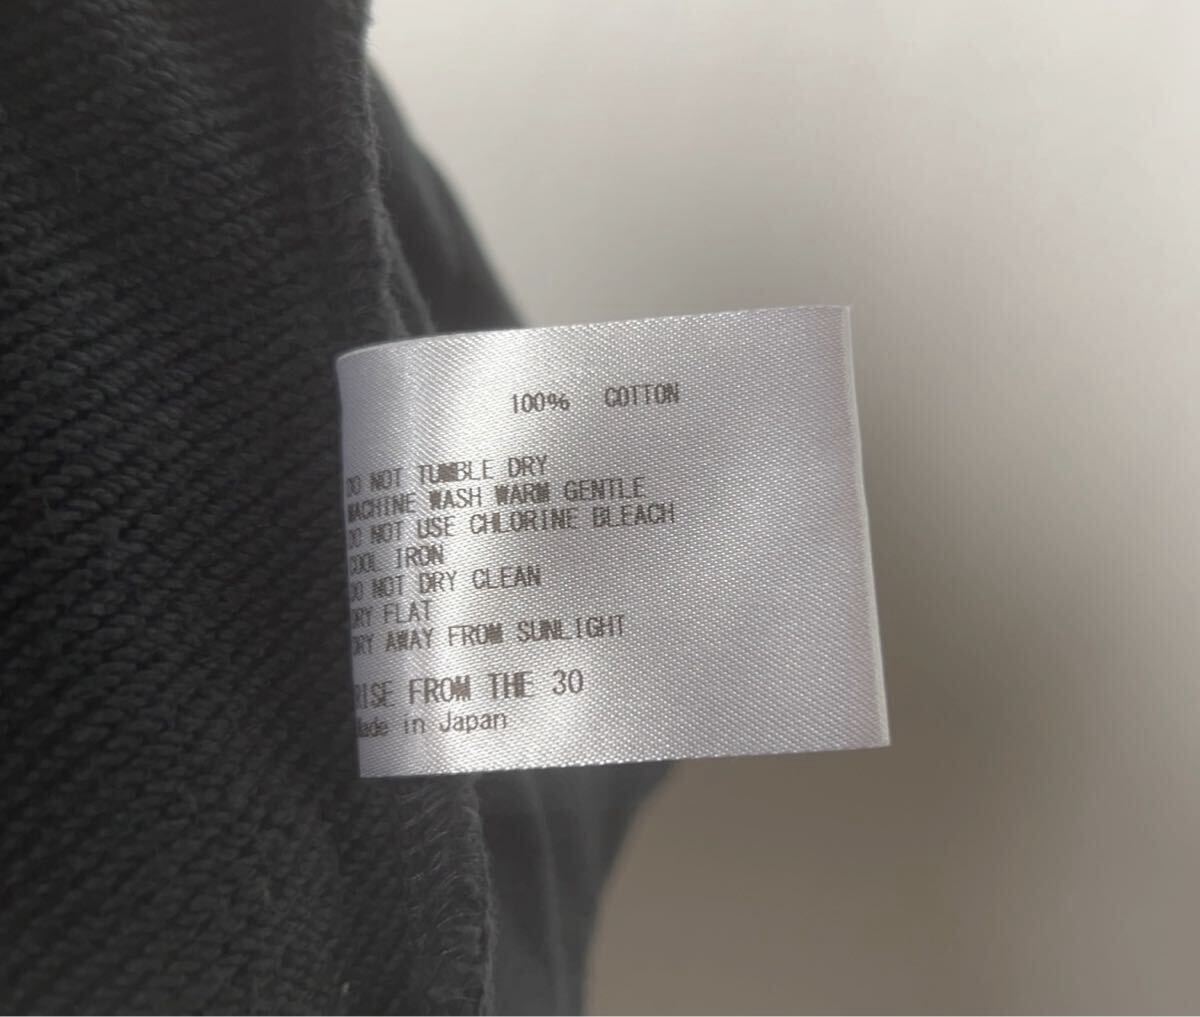 100% COTTON
DO NOT TUMBLE DRY
MACHINE WASH WARM GENTLE
DO NOT USE CHLORINE BLEACH
COOL IRON
DO NOT DRY CLEAN
DRY FLAT
DRY AWAY FROM SUNLIGHT
RISE FROM THE 30
Made in Japan